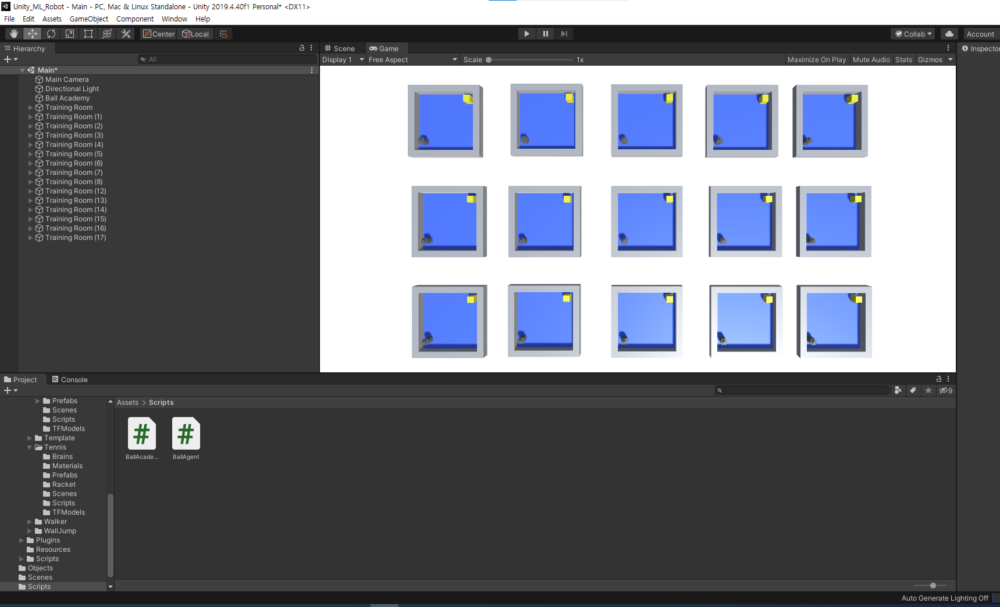 Unity_ML_Robot - Main - PC, Mac & Linux Standalone - Unity 2019.4.40f1 Personal* <DX11>
File Edit Assets GameObject Component Window Help
Center Local Collab Account
Hierarchy
All
Main*
Main Camera
Directional Light
Ball Academy
Training Room
Training Room (1)
Training Room (2)
Training Room (3)
Training Room (4)
Training Room (5)
Training Room (6)
Training Room (7)
Training Room (8)
Training Room (12)
Training Room (13)
Training Room (14)
Training Room (15)
Training Room (16)
Training Room (17)
Scene Game
Display 1 Free Aspect Scale 1x Maximize On Play Mute Audio Stats Gizmos
Inspector
Project Console
9
Prefabs
Scenes
Scripts
TFModels
Template
Tennis
Brains
Materials
Prefabs
Racket
Scenes
Scripts
TFModels
Walker
WallJump
Plugins
Resources
Scripts
Objects
Scenes
Scripts
Assets > Scripts
BallAcade... BallAgent
Auto Generate Lighting Off